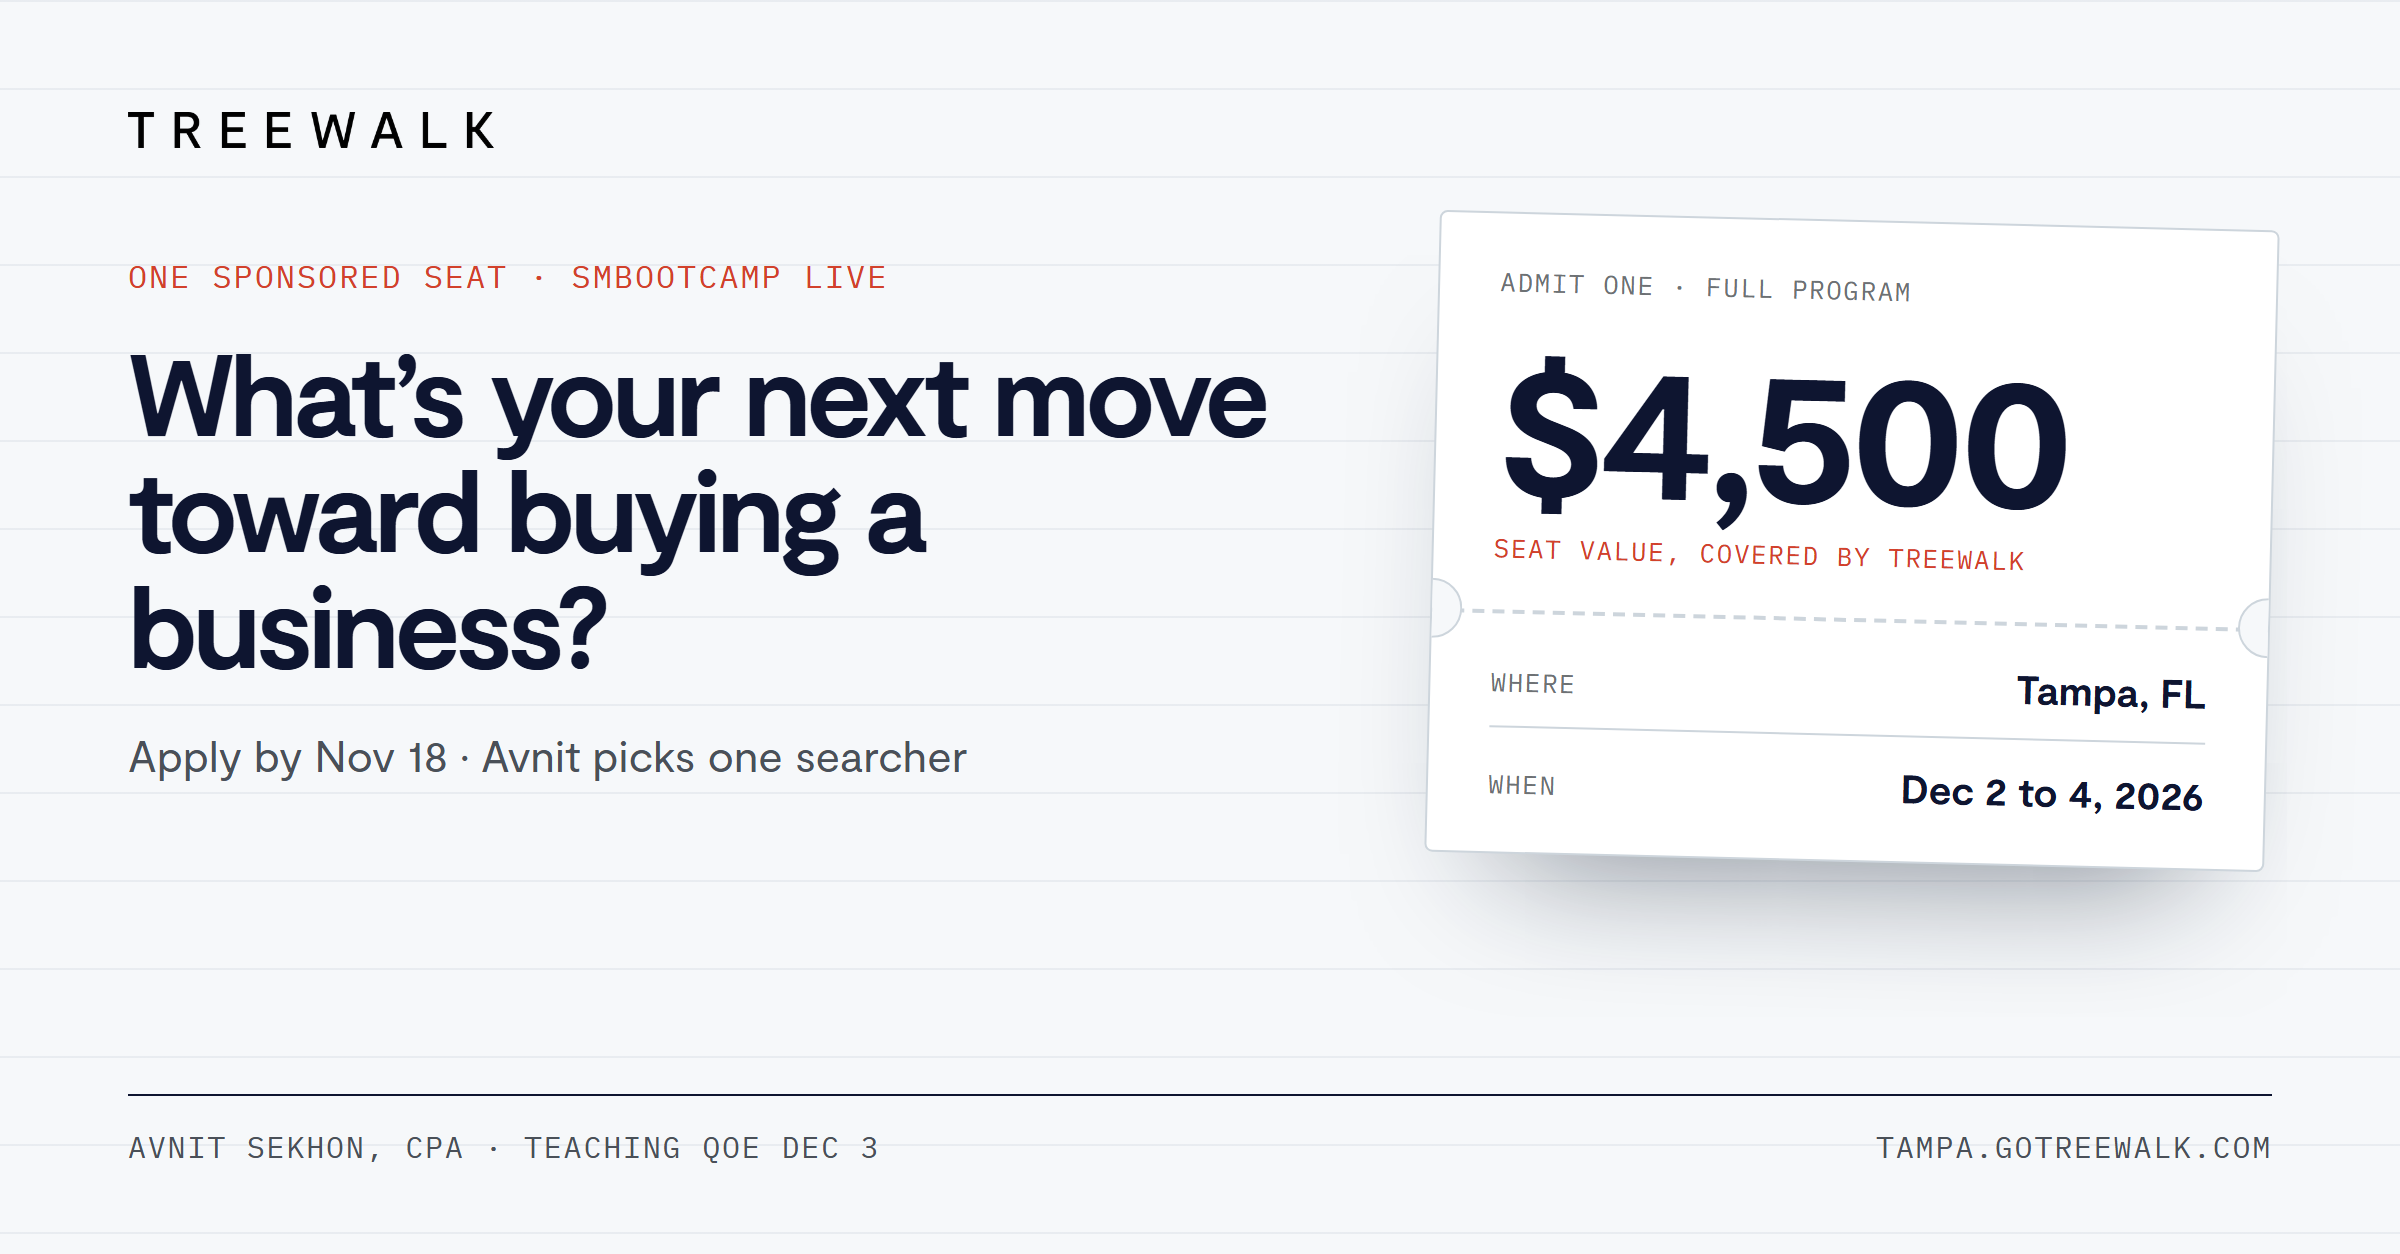 TREEWALK
ONE SPONSORED SEAT · SMBOOTCAMP LIVE
What’s your next move
toward buying a
business?
Apply by Nov 18 · Avnit picks one searcher
ADMIT ONE · FULL PROGRAM
$4,500
SEAT VALUE, COVERED BY TREEWALK
WHERE Tampa, FL
WHEN Dec 2 to 4, 2026
AVNIT SEKHON, CPA · TEACHING QOE DEC 3
TAMPA.GOTREEWALK.COM